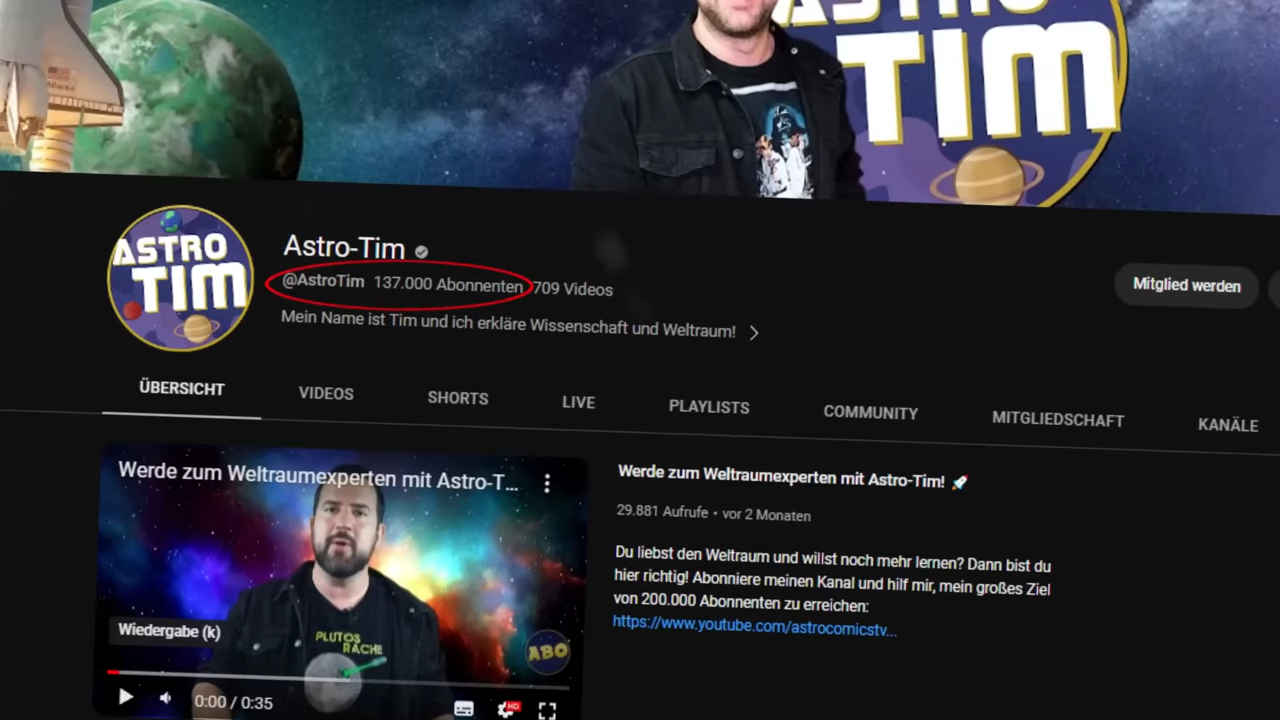 ASTRO
TIM
Atlantis
ASTRO
TIM
Astro-Tim
@AstroTim 137.000 Abonnenten 709 Videos
Mein Name ist Tim und ich erkläre Wissenschaft und Weltraum!
Mitglied werden
ÜBERSICHT VIDEOS SHORTS LIVE PLAYLISTS COMMUNITY MITGLIEDSCHAFT KANÄLE
Werde zum Weltraumexperten mit Astro-T...
PLUTOS
RACHE
Wiedergabe (k)
ABO
0:00 / 0:35
HD
Werde zum Weltraumexperten mit Astro-Tim! 🚀
29.881 Aufrufe • vor 2 Monaten
Du liebst den Weltraum und willst noch mehr lernen? Dann bist du
hier richtig! Abonniere meinen Kanal und hilf mir, mein großes Ziel
von 200.000 Abonnenten zu erreichen:
https://www.youtube.com/astrocomicstv...